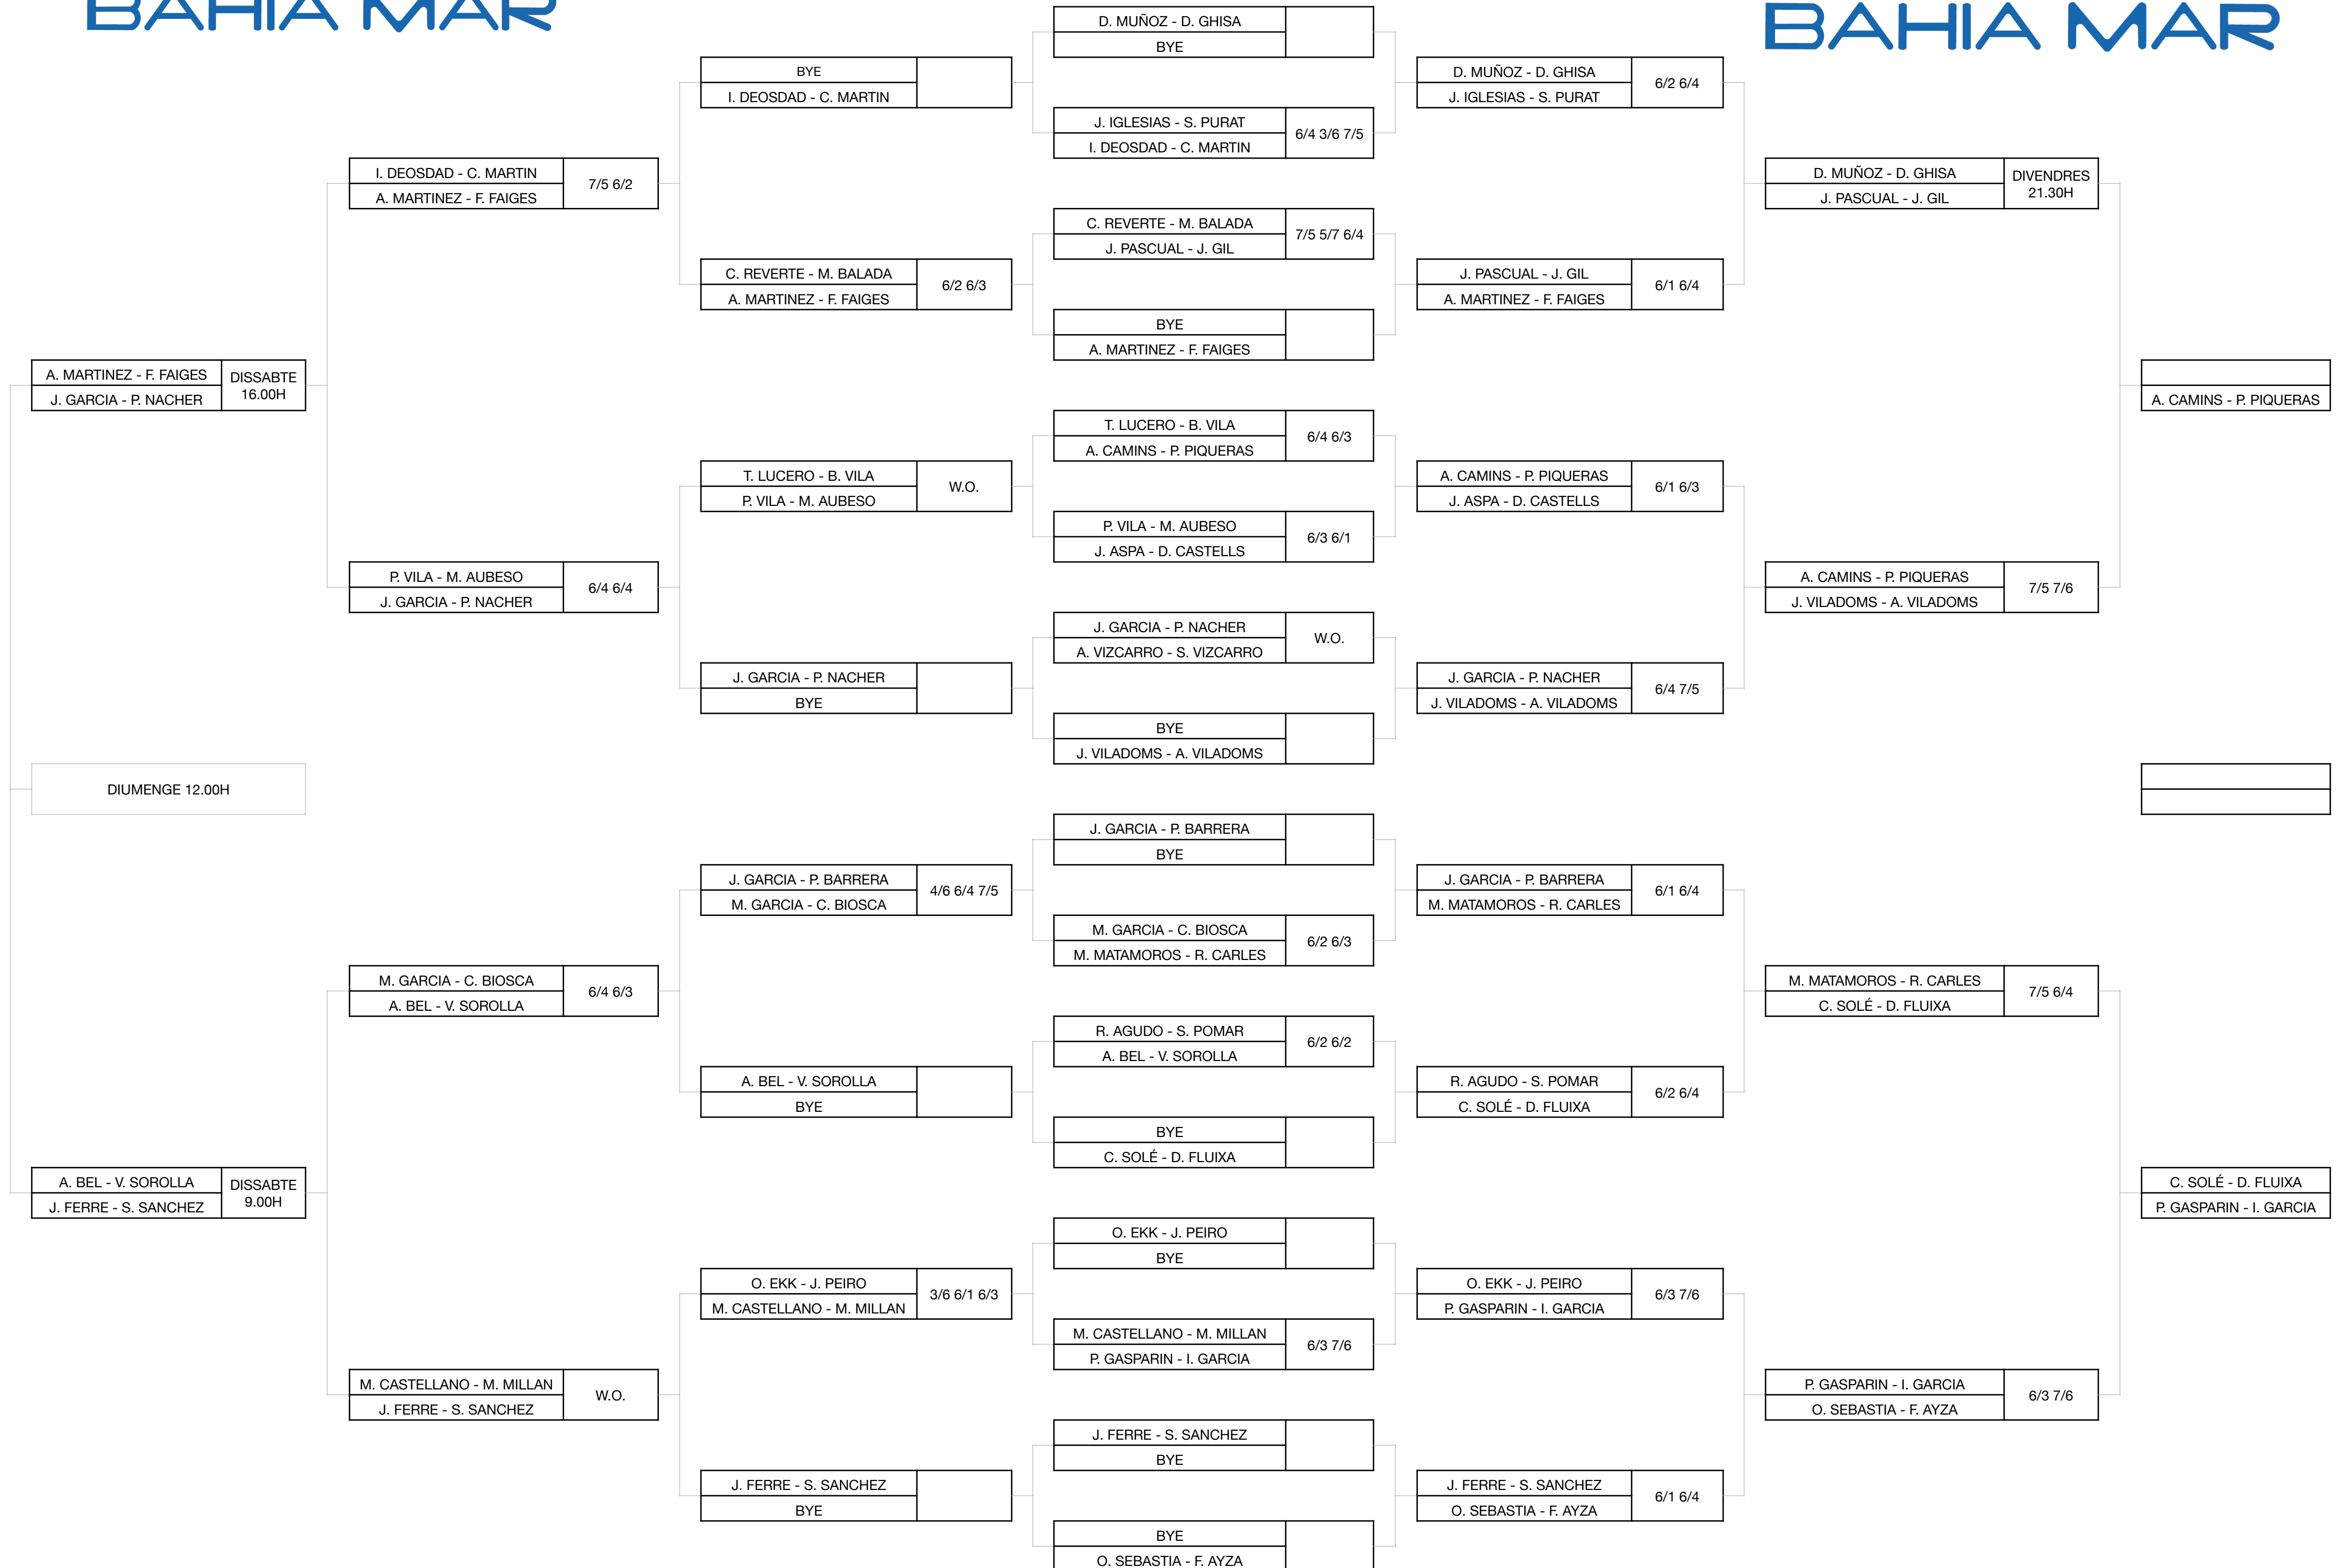 BAHIA MAR
BAHIA MAR
A. MARTINEZ - F. FAIGES
J. GARCIA - P. NACHER
DISSABTE
16.00H
DIUMENGE 12.00H
A. BEL - V. SOROLLA
J. FERRE - S. SANCHEZ
DISSABTE
9.00H
I. DEOSDAD - C. MARTIN
A. MARTINEZ - F. FAIGES
7/5 6/2
P. VILA - M. AUBESO
J. GARCIA - P. NACHER
6/4 6/4
M. GARCIA - C. BIOSCA
A. BEL - V. SOROLLA
6/4 6/3
M. CASTELLANO - M. MILLAN
J. FERRE - S. SANCHEZ
W.O.
BYE
I. DEOSDAD - C. MARTIN
C. REVERTE - M. BALADA
A. MARTINEZ - F. FAIGES
6/2 6/3
T. LUCERO - B. VILA
P. VILA - M. AUBESO
W.O.
J. GARCIA - P. NACHER
BYE
J. GARCIA - P. BARRERA
M. GARCIA - C. BIOSCA
4/6 6/4 7/5
A. BEL - V. SOROLLA
BYE
O. EKK - J. PEIRO
M. CASTELLANO - M. MILLAN
3/6 6/1 6/3
J. FERRE - S. SANCHEZ
BYE
D. MUÑOZ - D. GHISA
BYE
J. IGLESIAS - S. PURAT
I. DEOSDAD - C. MARTIN
6/4 3/6 7/5
C. REVERTE - M. BALADA
J. PASCUAL - J. GIL
7/5 5/7 6/4
BYE
A. MARTINEZ - F. FAIGES
T. LUCERO - B. VILA
A. CAMINS - P. PIQUERAS
6/4 6/3
P. VILA - M. AUBESO
J. ASPA - D. CASTELLS
6/3 6/1
J. GARCIA - P. NACHER
A. VIZCARRO - S. VIZCARRO
W.O.
BYE
J. VILADOMS - A. VILADOMS
J. GARCIA - P. BARRERA
BYE
M. GARCIA - C. BIOSCA
M. MATAMOROS - R. CARLES
6/2 6/3
R. AGUDO - S. POMAR
A. BEL - V. SOROLLA
6/2 6/2
BYE
C. SOLÉ - D. FLUIXA
O. EKK - J. PEIRO
BYE
M. CASTELLANO - M. MILLAN
P. GASPARIN - I. GARCIA
6/3 7/6
J. FERRE - S. SANCHEZ
BYE
BYE
O. SEBASTIA - F. AYZA
D. MUÑOZ - D. GHISA
J. IGLESIAS - S. PURAT
6/2 6/4
J. PASCUAL - J. GIL
A. MARTINEZ - F. FAIGES
6/1 6/4
A. CAMINS - P. PIQUERAS
J. ASPA - D. CASTELLS
6/1 6/3
J. GARCIA - P. NACHER
J. VILADOMS - A. VILADOMS
6/4 7/5
J. GARCIA - P. BARRERA
M. MATAMOROS - R. CARLES
6/1 6/4
R. AGUDO - S. POMAR
C. SOLÉ - D. FLUIXA
6/2 6/4
O. EKK - J. PEIRO
P. GASPARIN - I. GARCIA
6/3 7/6
J. FERRE - S. SANCHEZ
O. SEBASTIA - F. AYZA
6/1 6/4
D. MUÑOZ - D. GHISA
J. PASCUAL - J. GIL
DIVENDRES
21.30H
A. CAMINS - P. PIQUERAS
J. VILADOMS - A. VILADOMS
7/5 7/6
M. MATAMOROS - R. CARLES
C. SOLÉ - D. FLUIXA
7/5 6/4
P. GASPARIN - I. GARCIA
O. SEBASTIA - F. AYZA
6/3 7/6
A. CAMINS - P. PIQUERAS
C. SOLÉ - D. FLUIXA
P. GASPARIN - I. GARCIA